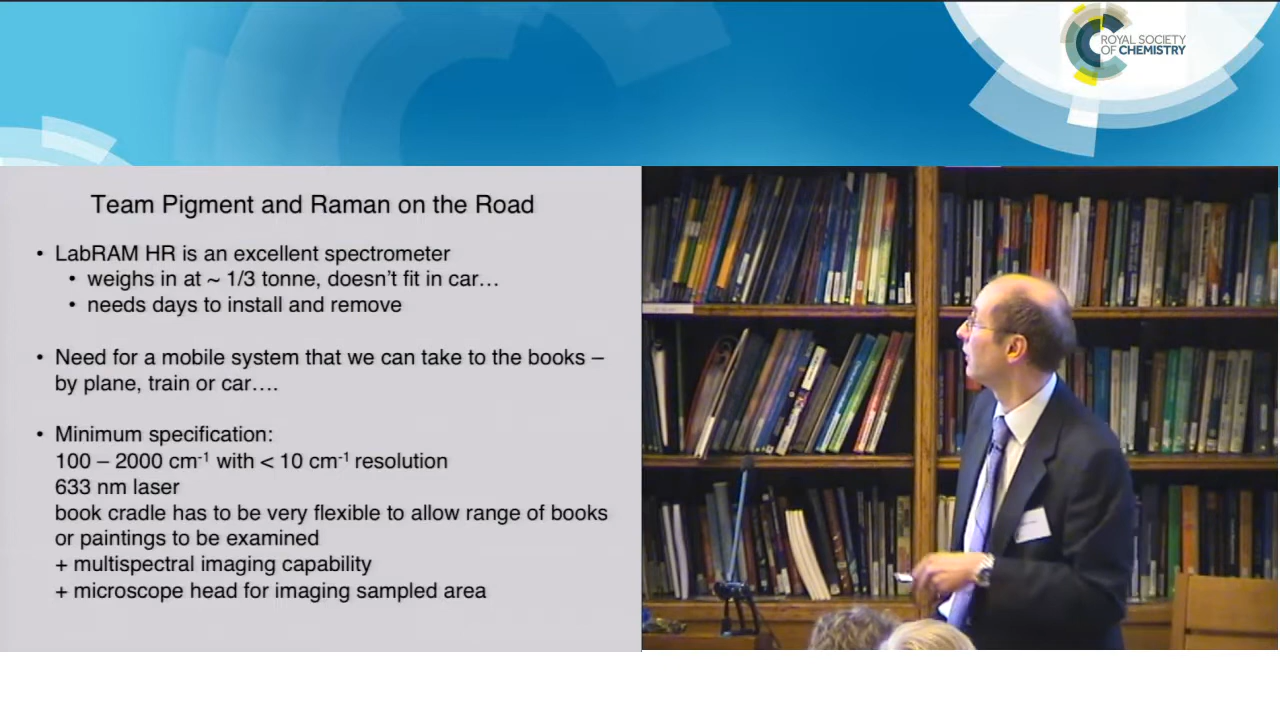 ROYAL SOCIETY
OF CHEMISTRY
Team Pigment and Raman on the Road
• LabRAM HR is an excellent spectrometer
• weighs in at ~ 1/3 tonne, doesn't fit in car…
• needs days to install and remove
• Need for a mobile system that we can take to the books –
by plane, train or car….
• Minimum specification:
100 – 2000 cm⁻¹ with < 10 cm⁻¹ resolution
633 nm laser
book cradle has to be very flexible to allow range of books
or paintings to be examined
+ multispectral imaging capability
+ microscope head for imaging sampled area